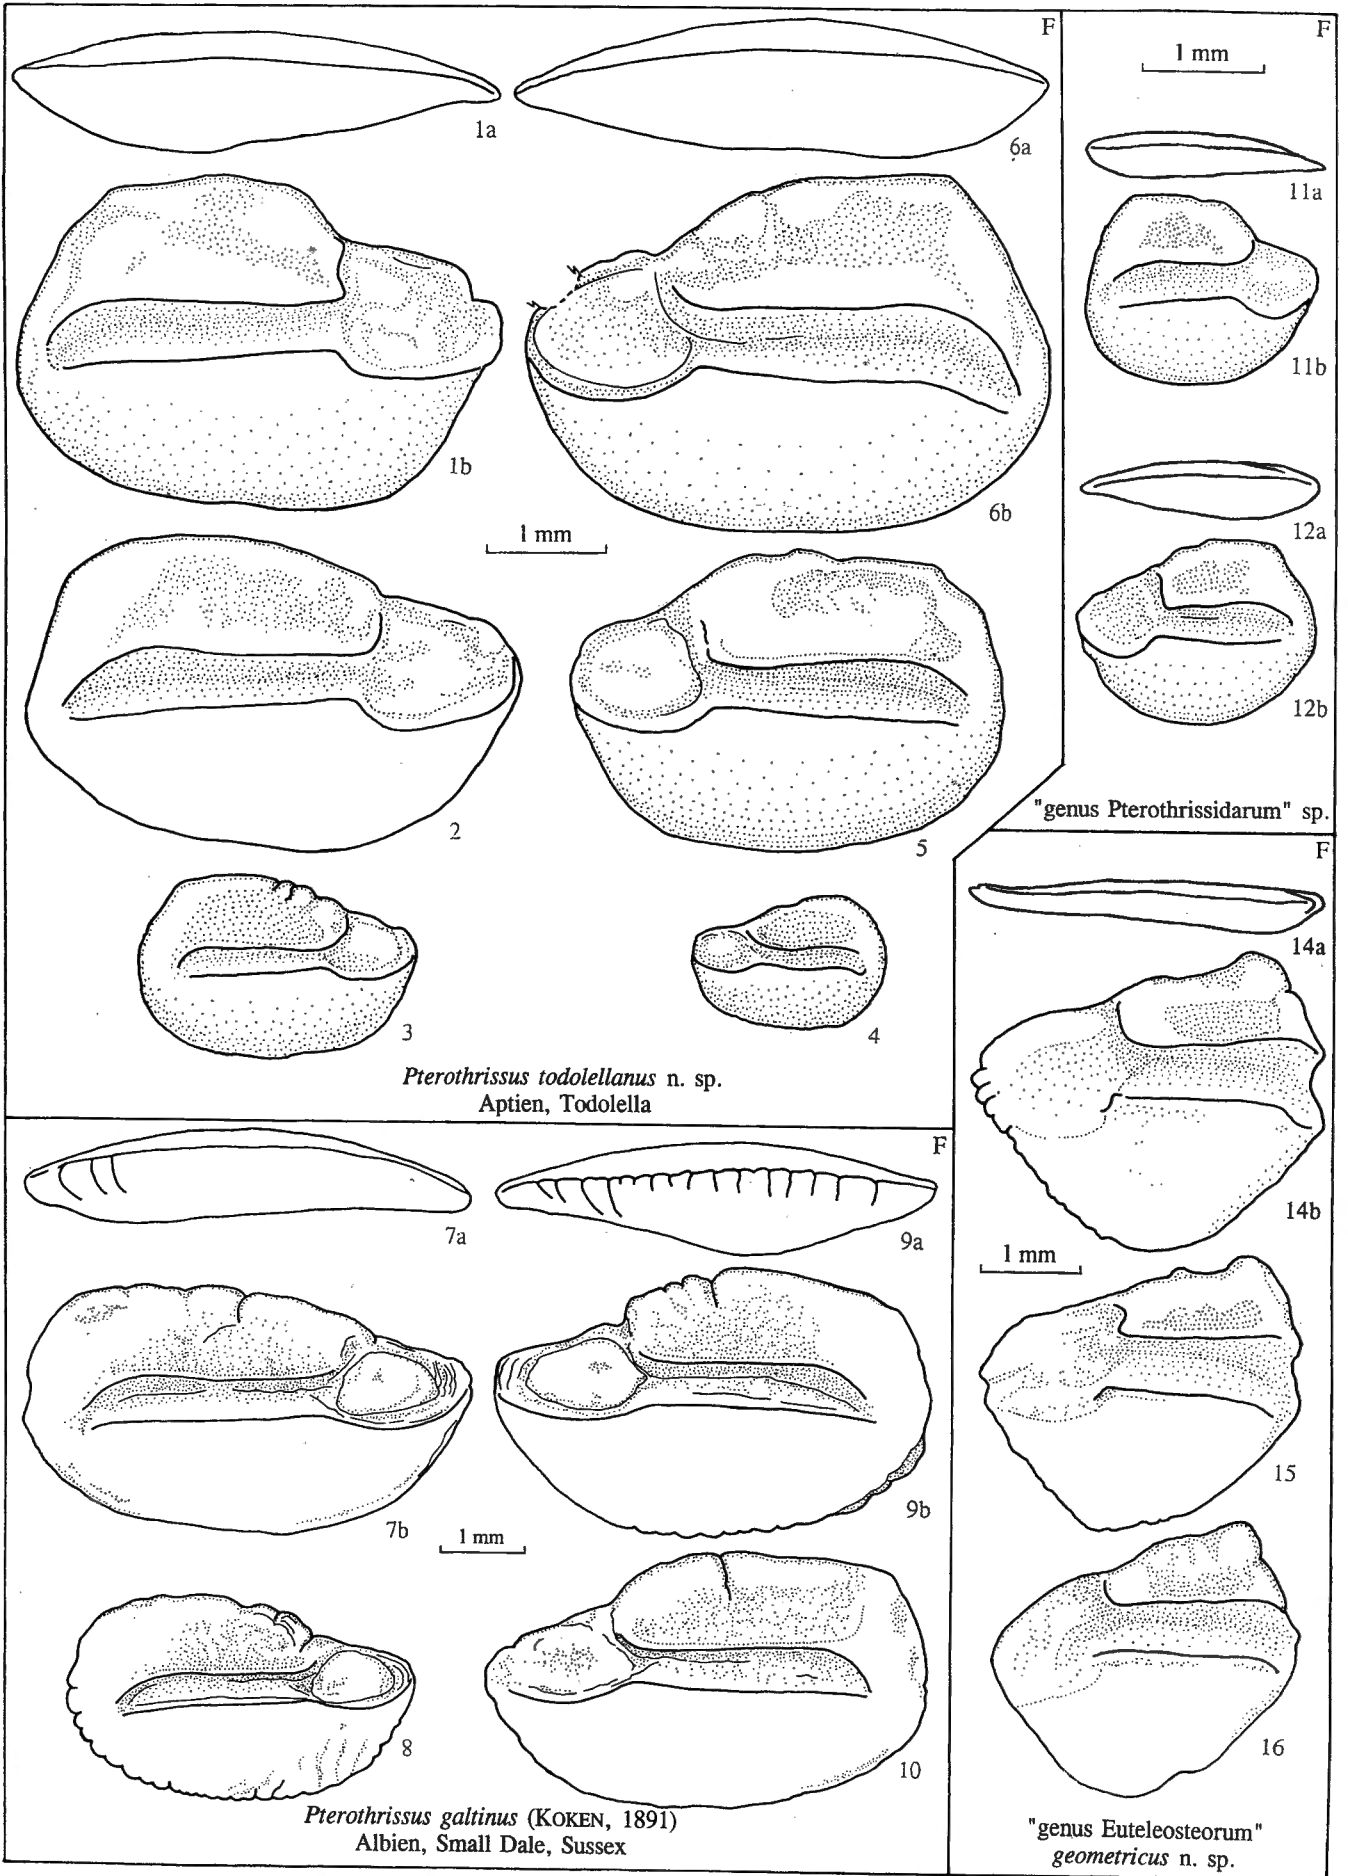 F
1a
6a
1b
6b
1 mm
2
5
3
4
Pterothrissus todolellanus n. sp.
Aptien, Todolella
F
1 mm
11a
11b
12a
12b
"genus Pterothrissidarum" sp.
F
7a
9a
7b
9b
1 mm
8
10
Pterothrissus galtinus (KOKEN, 1891)
Albien, Small Dale, Sussex
F
14a
14b
1 mm
15
16
"genus Euteleosteorum"
geometricus n. sp.